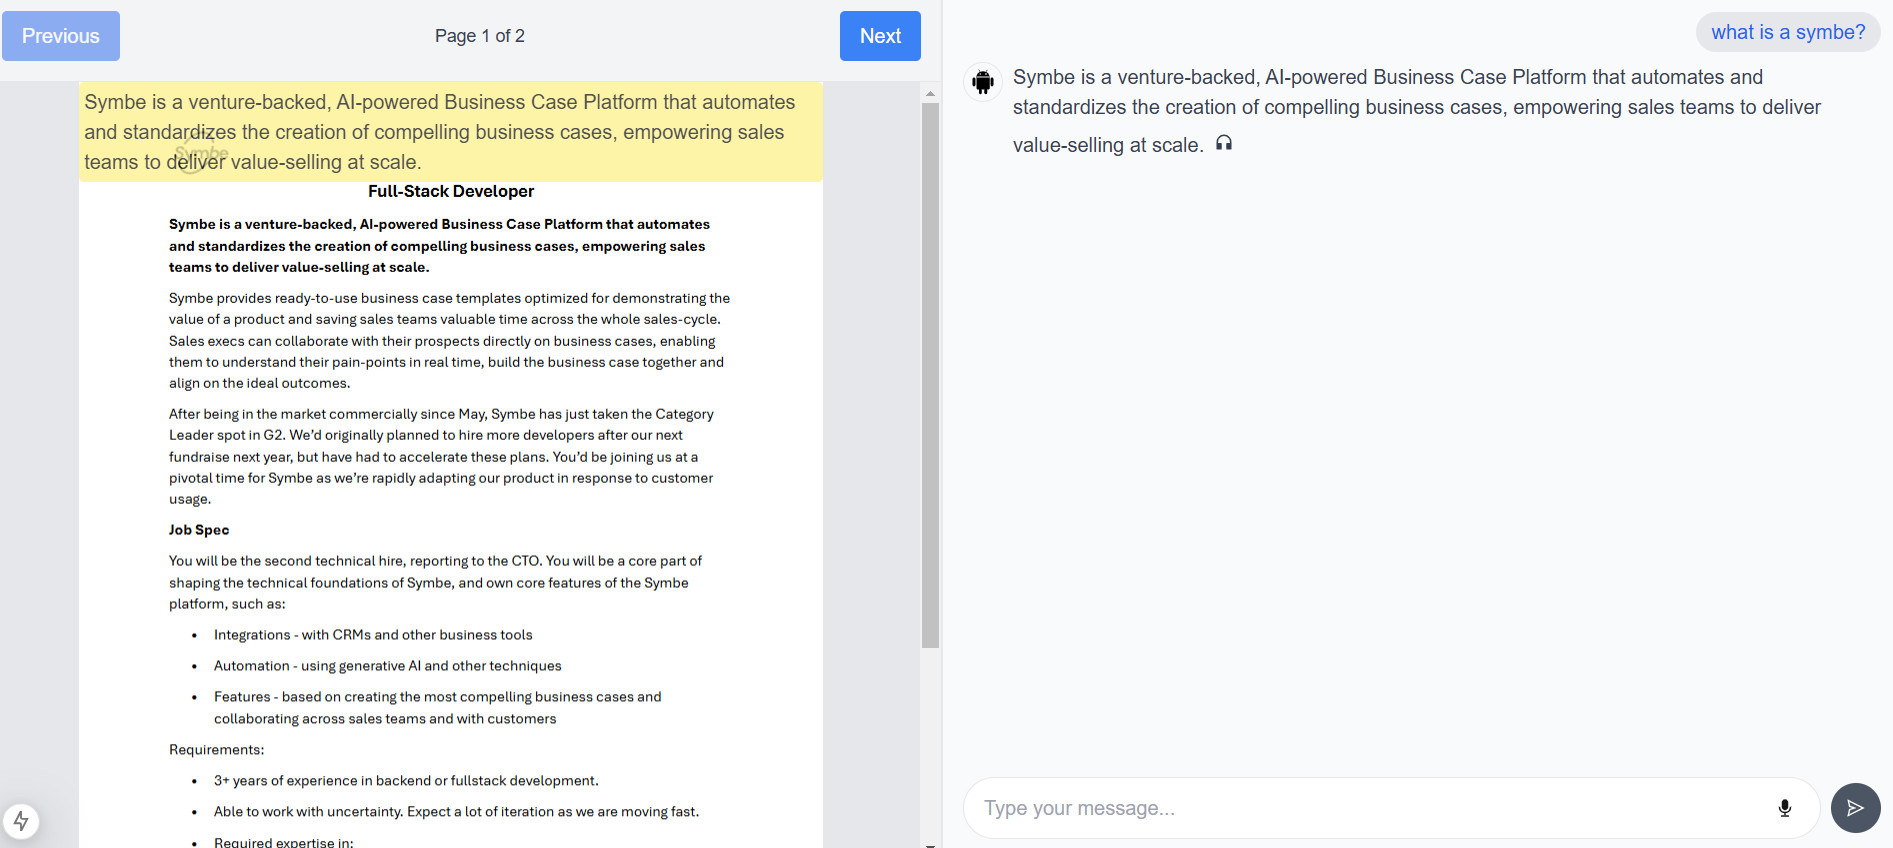 Previous
Page 1 of 2
Next
Symbe is a venture-backed, AI-powered Business Case Platform that automates
and standardizes the creation of compelling business cases, empowering sales
teams to deliver value-selling at scale.
Symbe
Full-Stack Developer
Symbe is a venture-backed, AI-powered Business Case Platform that automates
and standardizes the creation of compelling business cases, empowering sales
teams to deliver value-selling at scale.
Symbe provides ready-to-use business case templates optimized for demonstrating the
value of a product and saving sales teams valuable time across the whole sales-cycle.
Sales execs can collaborate with their prospects directly on business cases, enabling
them to understand their pain-points in real time, build the business case together and
align on the ideal outcomes.
After being in the market commercially since May, Symbe has just taken the Category
Leader spot in G2. We’d originally planned to hire more developers after our next
fundraise next year, but have had to accelerate these plans. You’d be joining us at a
pivotal time for Symbe as we’re rapidly adapting our product in response to customer
usage.
Job Spec
You will be the second technical hire, reporting to the CTO. You will be a core part of
shaping the technical foundations of Symbe, and own core features of the Symbe
platform, such as:
• Integrations - with CRMs and other business tools
• Automation - using generative AI and other techniques
• Features - based on creating the most compelling business cases and
collaborating across sales teams and with customers
Requirements:
• 3+ years of experience in backend or fullstack development.
• Able to work with uncertainty. Expect a lot of iteration as we are moving fast.
• Required expertise in:
what is a symbe?
Symbe is a venture-backed, AI-powered Business Case Platform that automates and
standardizes the creation of compelling business cases, empowering sales teams to deliver
value-selling at scale.
Type your message...